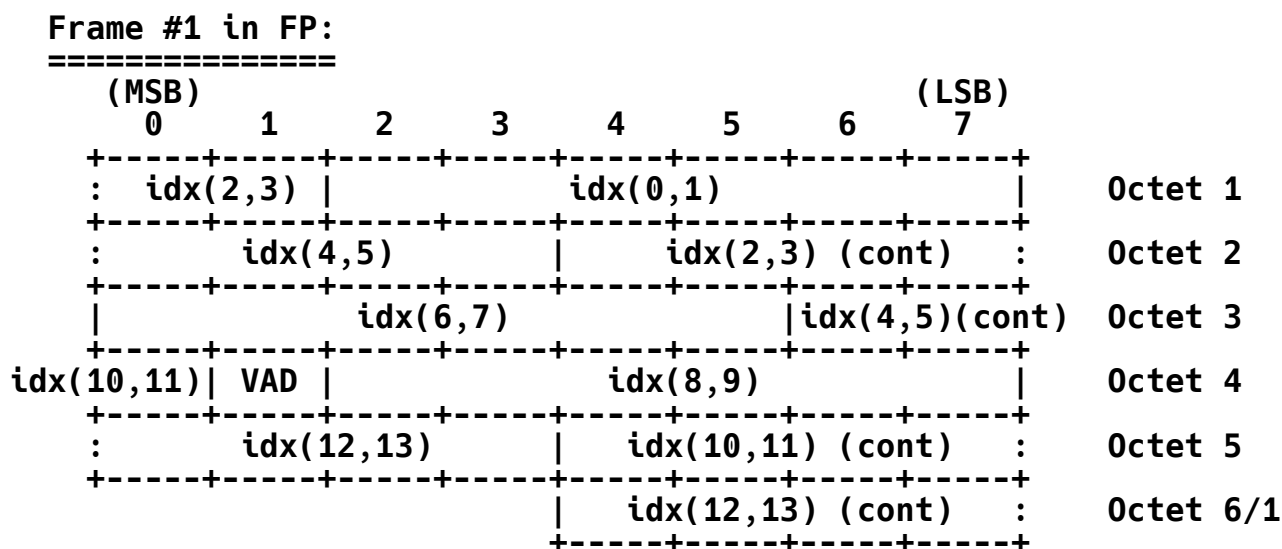 Frame #1 in FP:
===============
(MSB) (LSB)
0 1 2 3 4 5 6 7
+-----+-----+-----+-----+-----+-----+-----+-----+
: idx(2,3) | idx(0,1) | Octet 1
+-----+-----+-----+-----+-----+-----+-----+-----+
: idx(4,5) | idx(2,3) (cont) : Octet 2
+-----+-----+-----+-----+-----+-----+-----+-----+
| idx(6,7) |idx(4,5)(cont) Octet 3
+-----+-----+-----+-----+-----+-----+-----+-----+
idx(10,11)| VAD | idx(8,9) | Octet 4
+-----+-----+-----+-----+-----+-----+-----+-----+
: idx(12,13) | idx(10,11) (cont) : Octet 5
+-----+-----+-----+-----+-----+-----+-----+-----+
| idx(12,13) (cont) : Octet 6/1
+-----+-----+-----+-----+